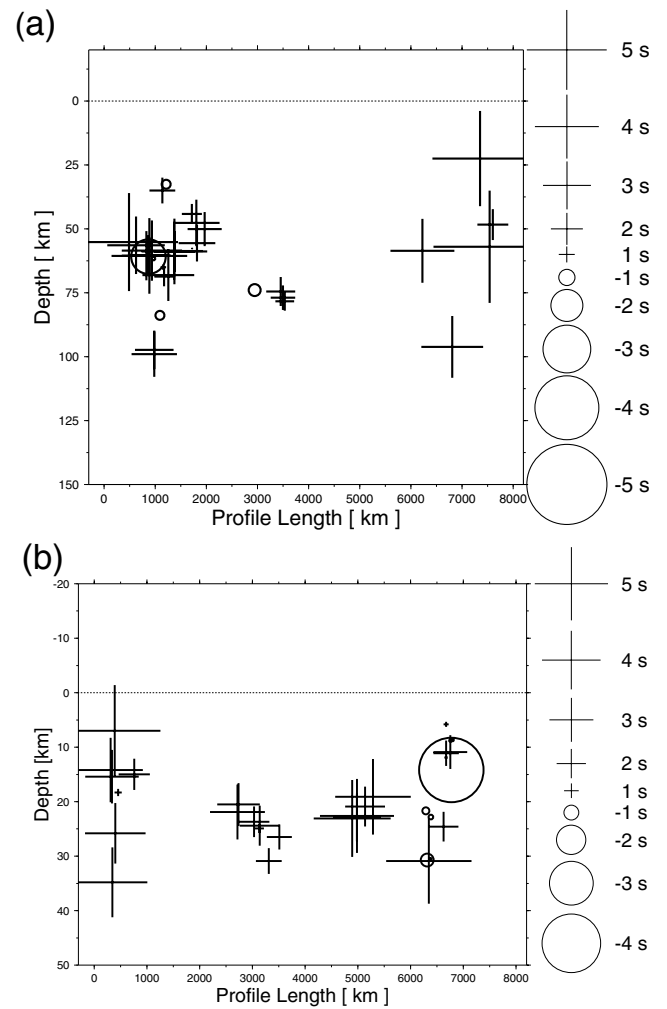 (a)
5 s
0
4 s
25
3 s
50
2 s
1 s
75
-1 s
-2 s
100
-3 s
125
-4 s
150
-5 s
0 1000 2000 3000 4000 5000 6000 7000 8000
Depth [ km ]
Profile Length [ km ]
(b)
-20
5 s
-10
4 s
0
3 s
10
2 s
1 s
20
-1 s
-2 s
30
-3 s
40
-4 s
50
0 1000 2000 3000 4000 5000 6000 7000 8000
Depth [km]
Profile Length [ km ]